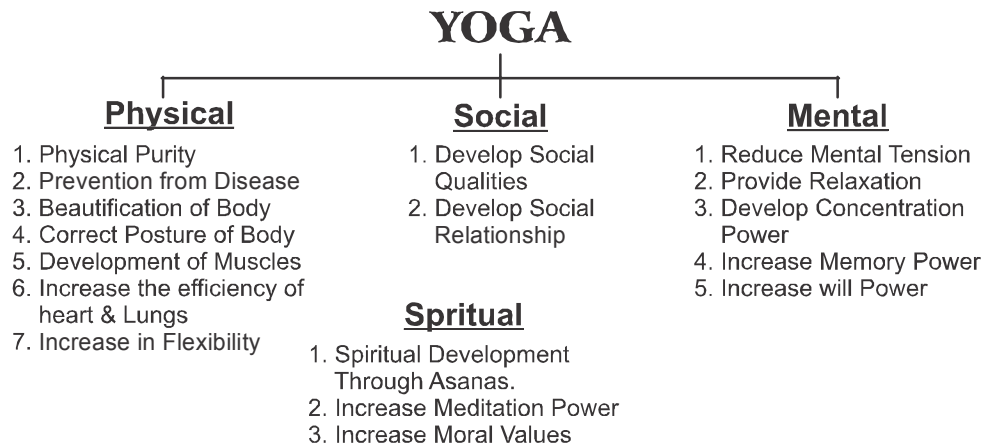 YOGA
Physical
1. Physical Purity
2. Prevention from Disease
3. Beautification of Body
4. Correct Posture of Body
5. Development of Muscles
6. Increase the efficiency of
heart & Lungs
7. Increase in Flexibility
Social
1. Develop Social
Qualities
2. Develop Social
Relationship
Mental
1. Reduce Mental Tension
2. Provide Relaxation
3. Develop Concentration
Power
4. Increase Memory Power
5. Increase will Power
Spritual
1. Spiritual Development
Through Asanas.
2. Increase Meditation Power
3. Increase Moral Values